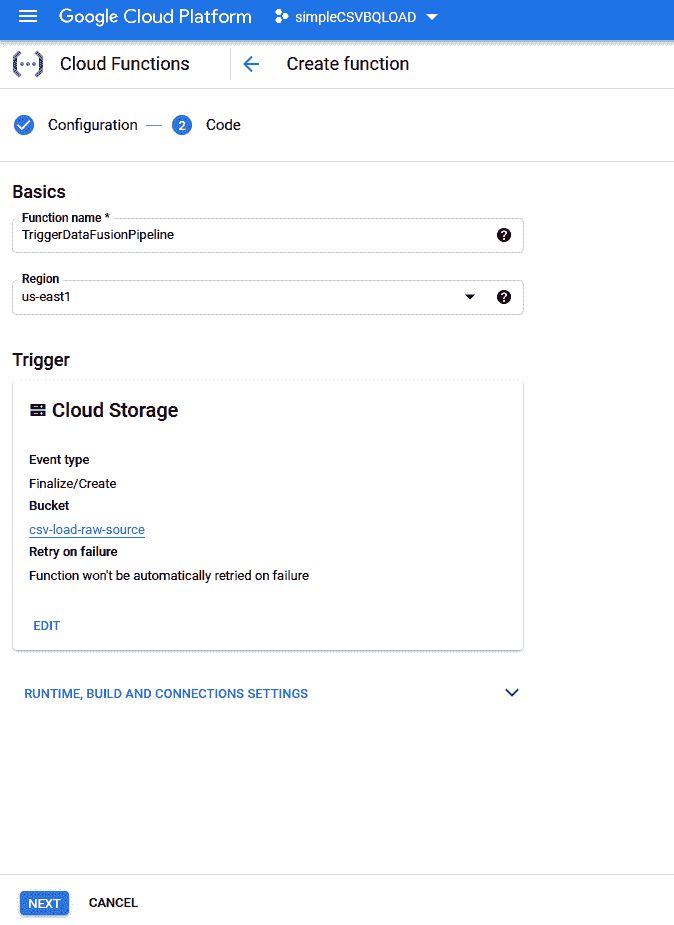 Google Cloud Platform simpleCSVBQLOAD
Cloud Functions Create function
Configuration 2 Code
Basics
Function name *
TriggerDataFusionPipeline
Region
us-east1
Trigger
Cloud Storage
Event type
Finalize/Create
Bucket
csv-load-raw-source
Retry on failure
Function won't be automatically retried on failure
EDIT
RUNTIME, BUILD AND CONNECTIONS SETTINGS
NEXT CANCEL